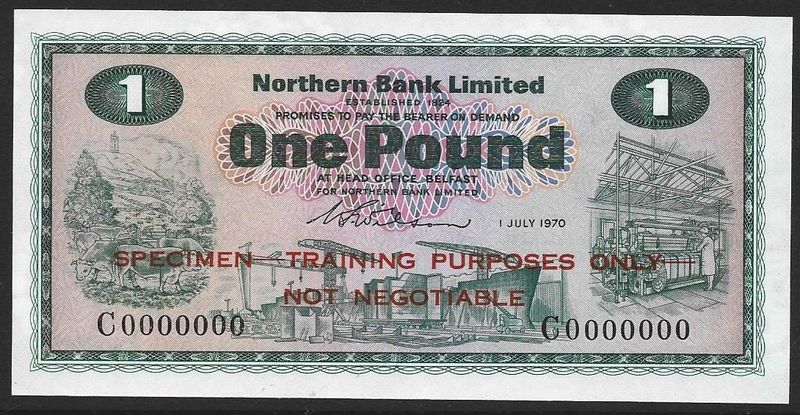 1
1
Northern Bank Limited
ESTABLISHED 1824
PROMISES TO PAY THE BEARER ON DEMAND
One Pound
AT HEAD OFFICE, BELFAST
FOR NORTHERN BANK LIMITED
1 JULY 1970
SPECIMEN—TRAINING PURPOSES ONLY—
NOT NEGOTIABLE
C0000000
C0000000